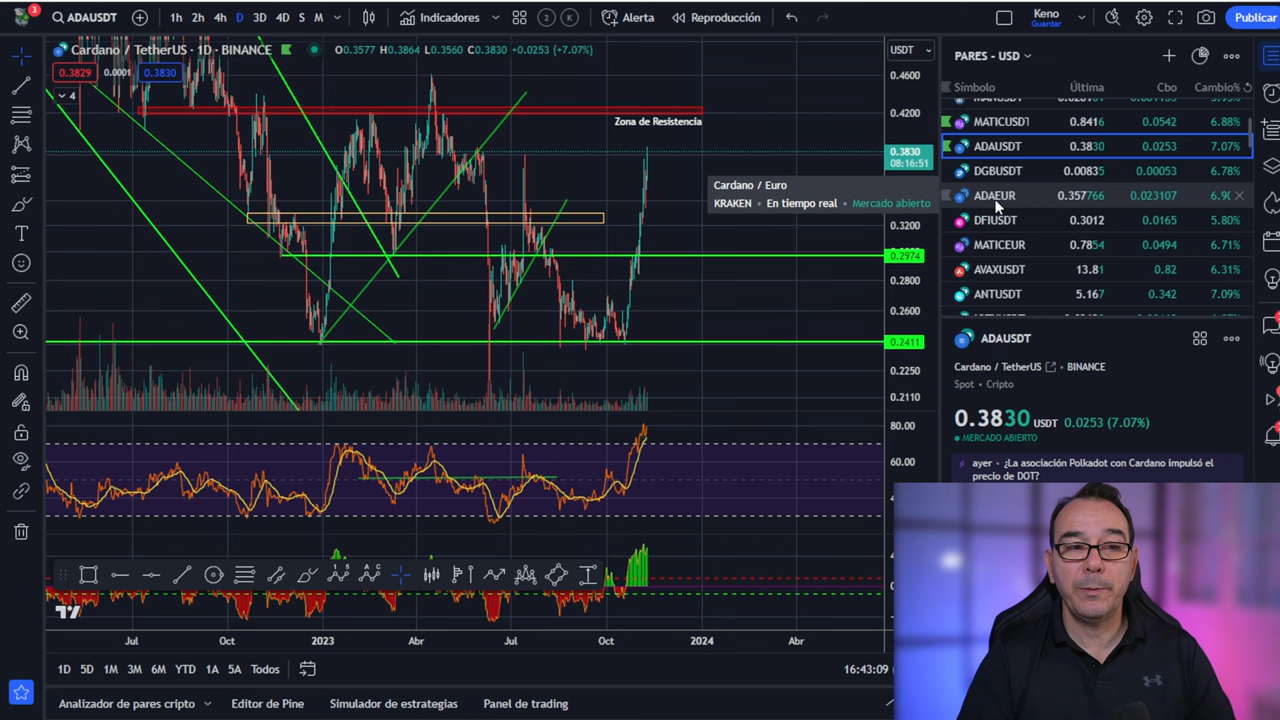 3
ADAUSDT
1h 2h 4h D 3D 4D S M
Indicadores
2 K
Alerta
Reproducción
Keno
Guardar
Publicar
Cardano / TetherUS · 1D · BINANCE
O0.3577 H0.3864 L0.3560 C0.3830 +0.0253 (+7.07%)
0.3829 0.0001 0.3830
4
USDT
0.4600
0.4200
0.3830
08:16:51
0.3200
0.2974
0.2800
0.2600
0.2411
0.2250
0.2110
80.00
60.00
Zona de Resistencia
Cardano / Euro
KRAKEN • En tiempo real • Mercado abierto
PARES - USD
Símbolo Última Cbo Cambio%
MATICUSDT 0.8416 0.0542 6.88%
ADAUSDT 0.3830 0.0253 7.07%
DGBUSDT 0.00835 0.00053 6.78%
ADAEUR 0.357766 0.023107
DFIUSDT 0.3012 0.0165 5.80%
MATICEUR 0.7854 0.0494 6.71%
AVAXUSDT 13.81 0.82 6.31%
ANTUSDT 5.167 0.342 7.09%
ADAUSDT
Cardano / TetherUS • BINANCE
Spot • Cripto
0.3830 USDT 0.0253 (7.07%)
MERCADO ABIERTO
ayer • ¿La asociación Polkadot con Cardano impulsó el
precio de DOT?
Jul Oct 2023 Abr Jul Oct 2024 Abr
1D 5D 1M 3M 6M YTD 1A 5A Todos
16:43:09
Analizador de pares cripto Editor de Pine Simulador de estrategias Panel de trading